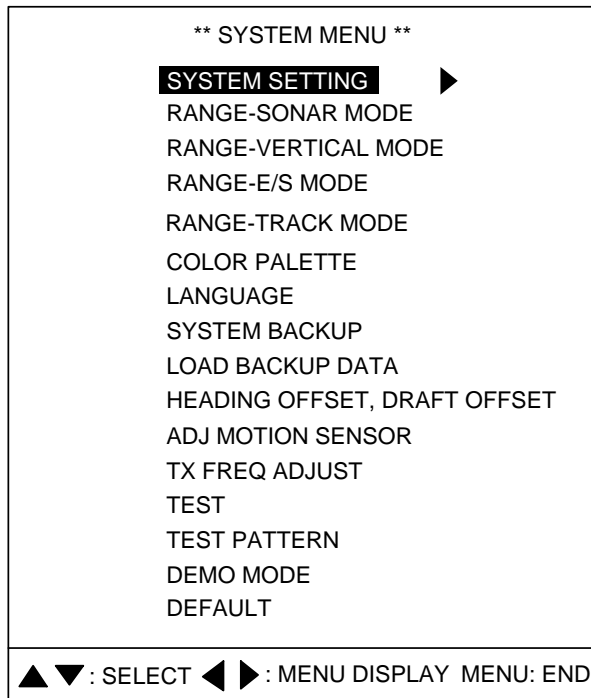 ** SYSTEM MENU **
SYSTEM SETTING ▶
RANGE-SONAR MODE
RANGE-VERTICAL MODE
RANGE-E/S MODE
RANGE-TRACK MODE
COLOR PALETTE
LANGUAGE
SYSTEM BACKUP
LOAD BACKUP DATA
HEADING OFFSET, DRAFT OFFSET
ADJ MOTION SENSOR
TX FREQ ADJUST
TEST
TEST PATTERN
DEMO MODE
DEFAULT
▲ ▼ : SELECT ◀ ▶ : MENU DISPLAY MENU: END